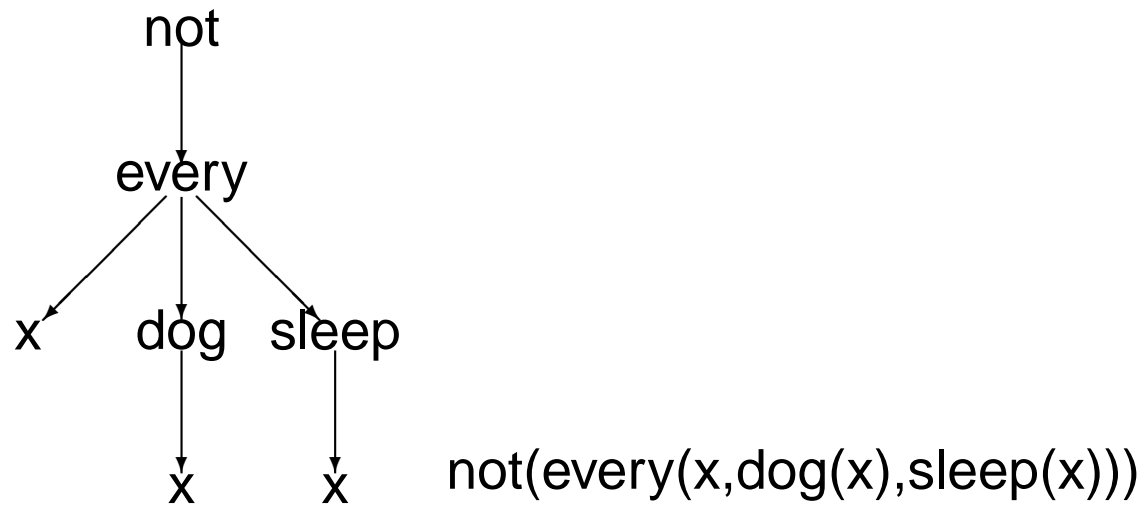 not
every
x dog sleep
x x not(every(x,dog(x),sleep(x)))